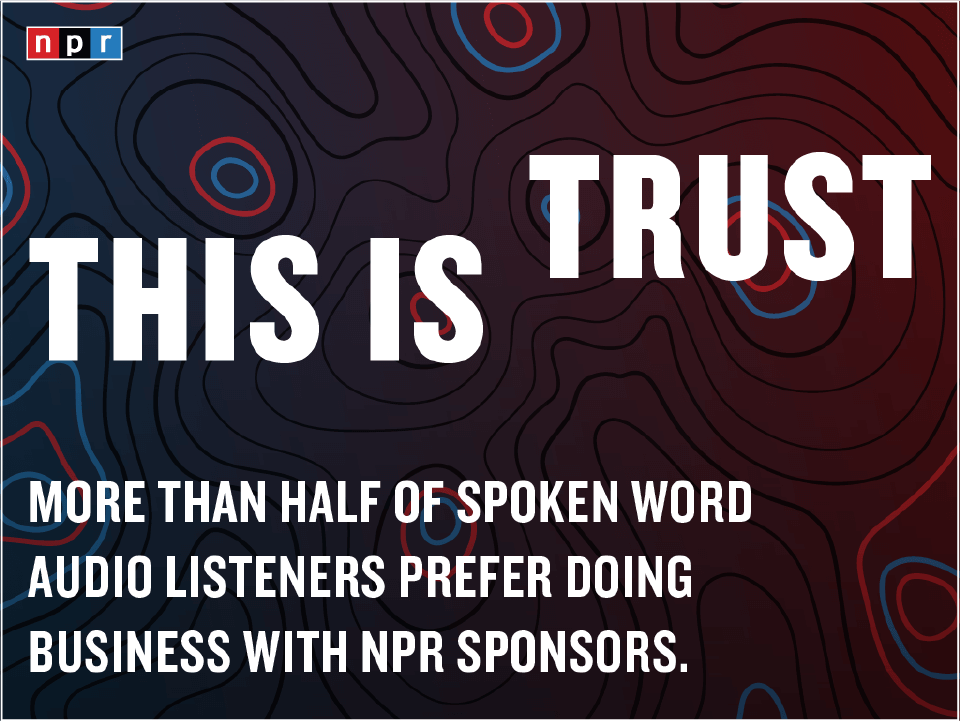 npr
THIS IS TRUST
MORE THAN HALF OF SPOKEN WORD
AUDIO LISTENERS PREFER DOING
BUSINESS WITH NPR SPONSORS.